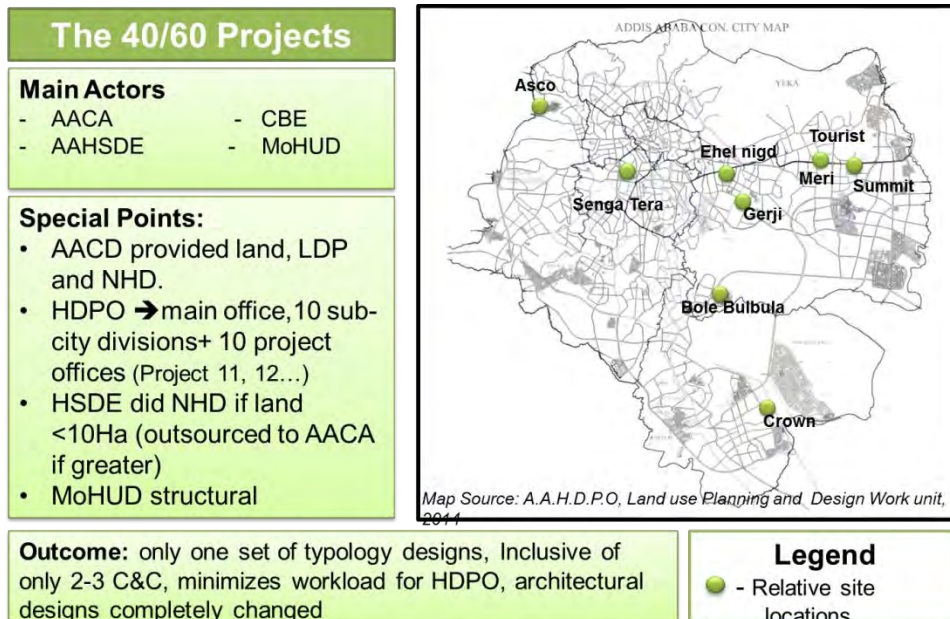 The 40/60 Projects
Main Actors
- AACA - CBE
- AAHSDE - MoHUD
Special Points:
• AACD provided land, LDP
and NHD.
• HDPO ➔main office,10 sub-
city divisions+ 10 project
offices (Project 11, 12…)
• HSDE did NHD if land
<10Ha (outsourced to AACA
if greater)
• MoHUD structural
ADDIS ABABA CON. CITY MAP
YEKA
Asco
Tourist
Ehel nigd
Meri
Summit
Senga Tera
Gerji
Bole Bulbula
Crown
Map Source: A.A.H.D.P.O, Land use Planning and Design Work unit,
2011
Outcome: only one set of typology designs, Inclusive of
only 2-3 C&C, minimizes workload for HDPO, architectural
designs completely changed
Legend
- Relative site
locations